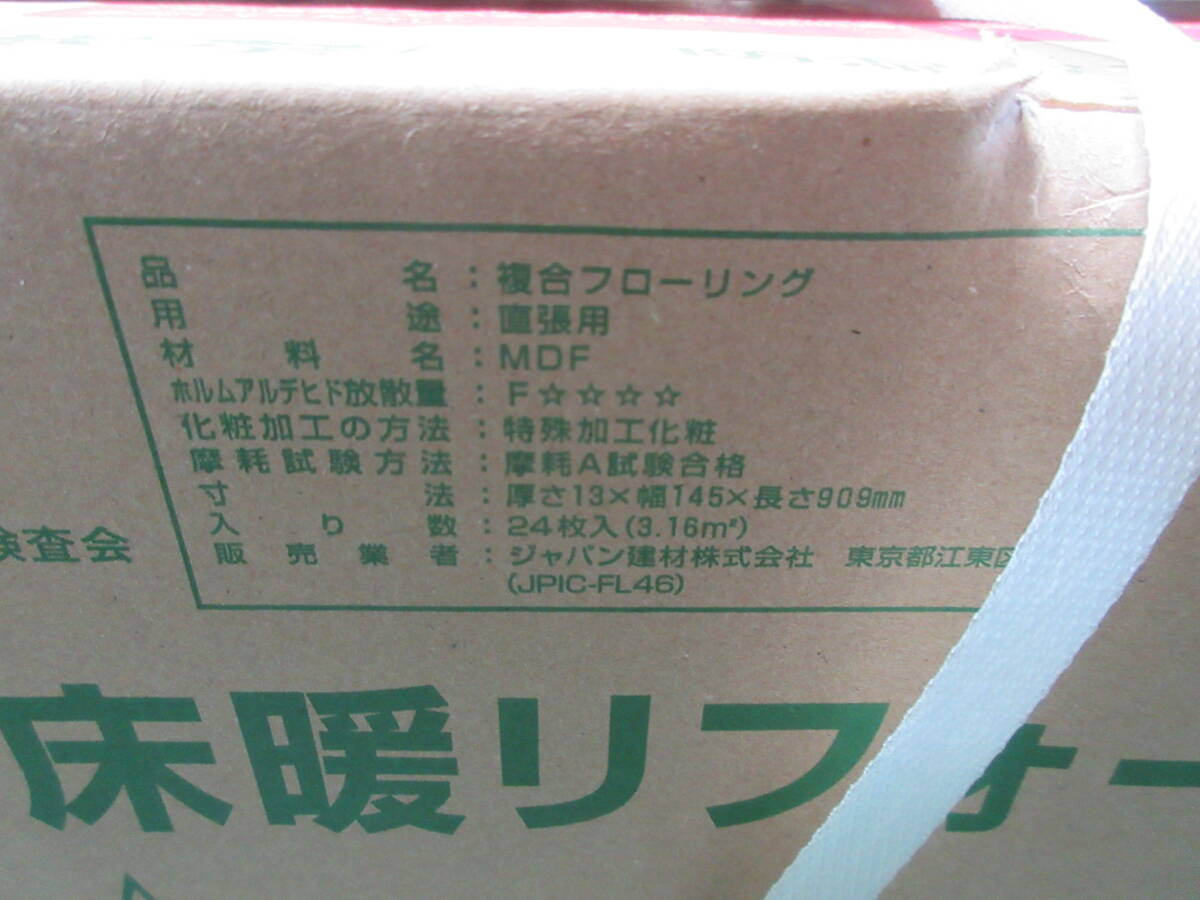 品名：複合フローリング
用途：直張用
材料名：MDF
ホルムアルデヒド放散量：F☆☆☆☆
化粧加工の方法：特殊加工化粧
摩耗試験方法：摩耗A試験合格
寸法：厚さ13×幅145×長さ909mm
入り数：24枚入(3.16m²)
販売業者：ジャパン建材株式会社 東京都江東区
(JPIC-FL46)
検査会
床暖リフォー